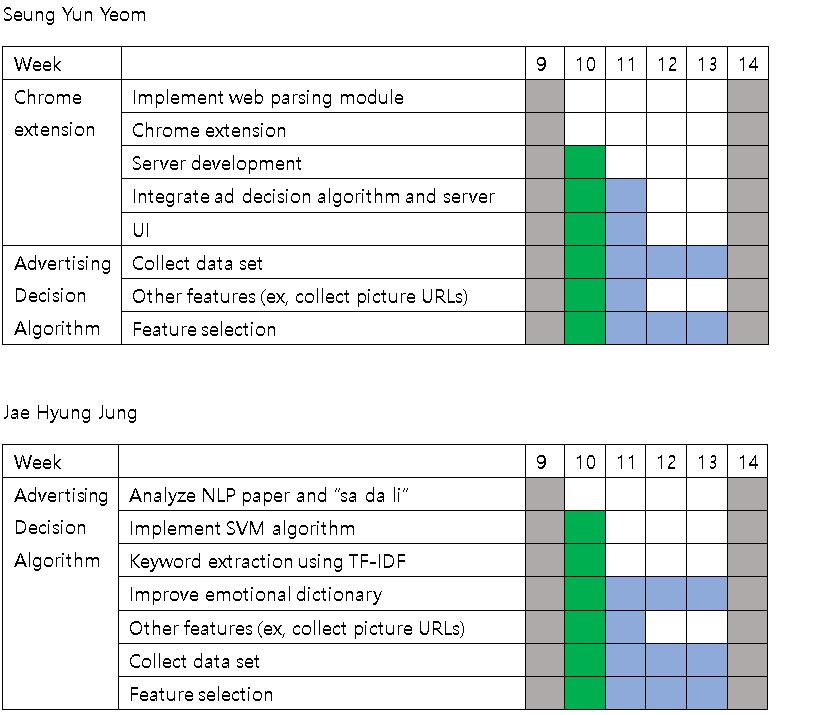 Seung Yun Yeom
Week 9 10 11 12 13 14
Chrome Implement web parsing module
extension Chrome extension
Server development
Integrate ad decision algorithm and server
UI
Advertising Collect data set
Decision Other features (ex, collect picture URLs)
Algorithm Feature selection
Jae Hyung Jung
Week 9 10 11 12 13 14
Advertising Analyze NLP paper and “sa da li”
Decision Implement SVM algorithm
Algorithm Keyword extraction using TF-IDF
Improve emotional dictionary
Other features (ex, collect picture URLs)
Collect data set
Feature selection